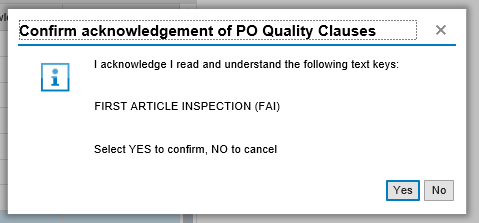 Confirm acknowledgement of PO Quality Clauses
I acknowledge I read and understand the following text keys:
FIRST ARTICLE INSPECTION (FAI)
Select YES to confirm, NO to cancel
Yes No